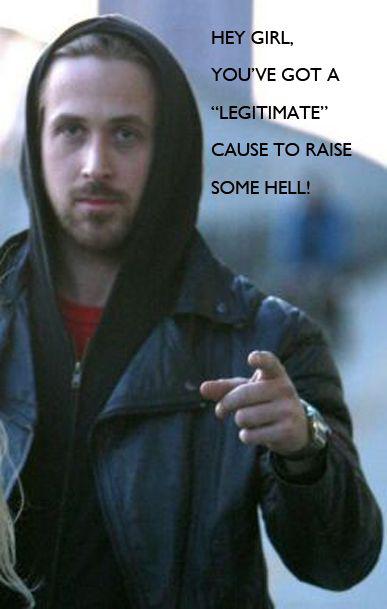 HEY GIRL,
YOU'VE GOT A
“LEGITIMATE”
CAUSE TO RAISE
SOME HELL!